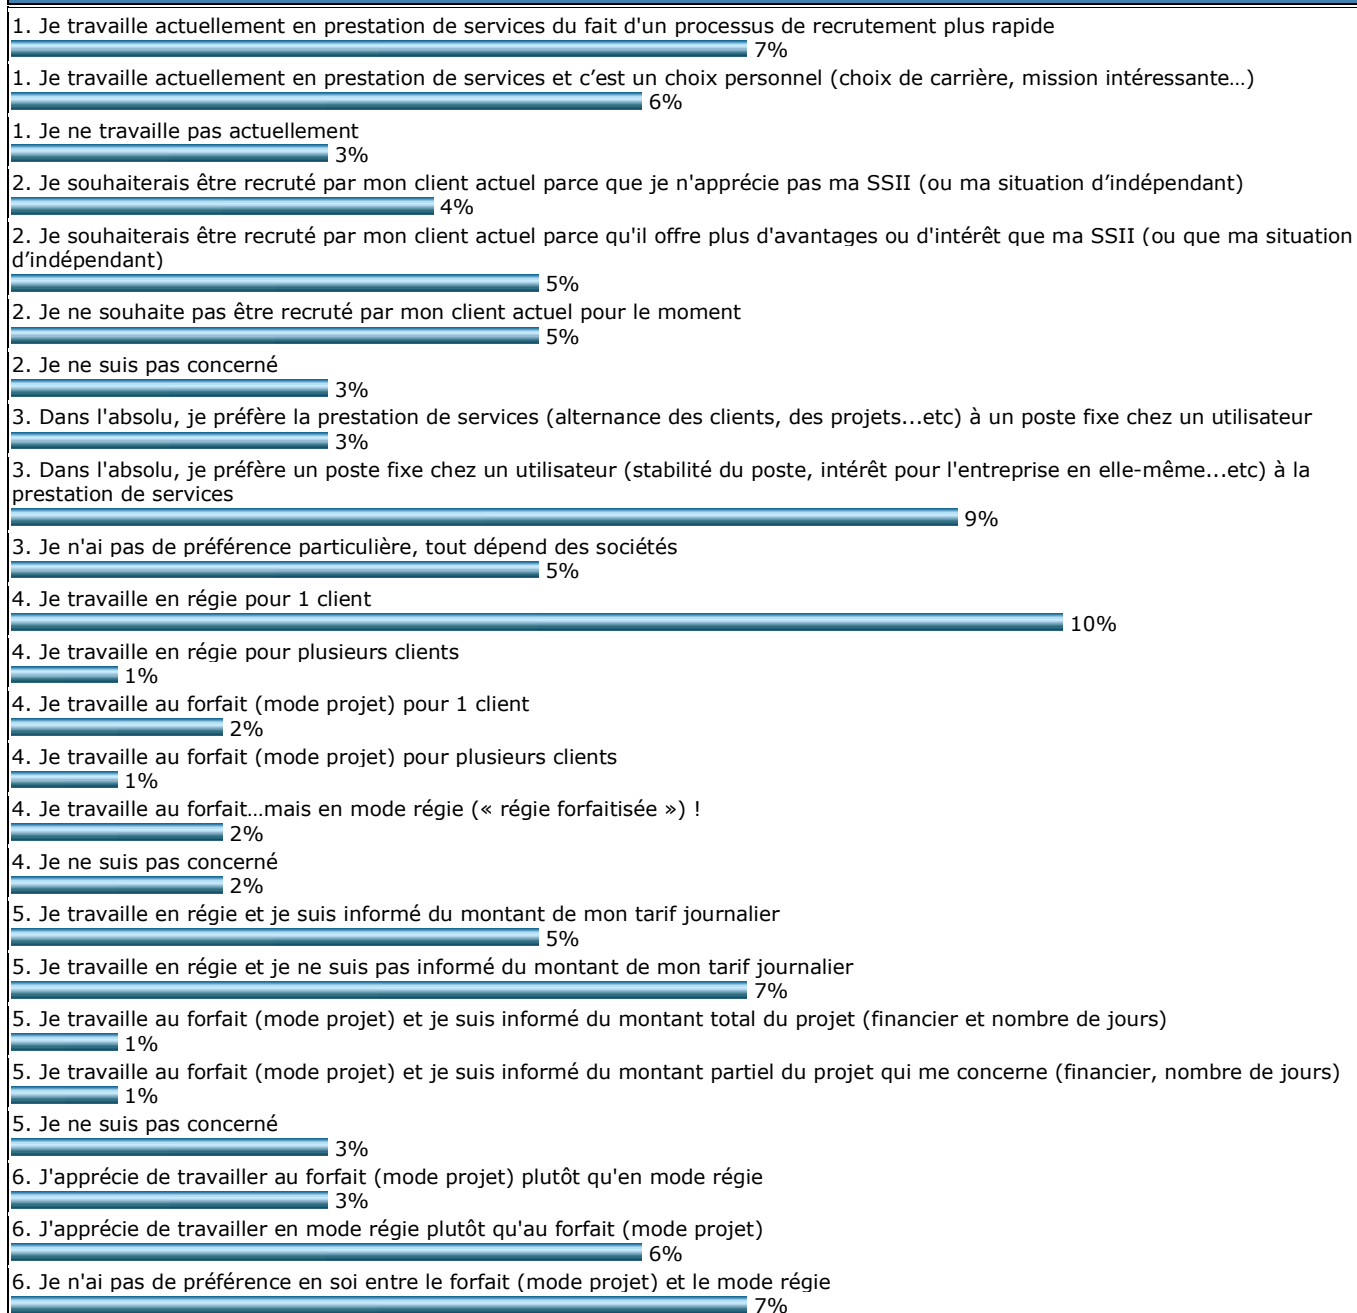 1. Je travaille actuellement en prestation de services du fait d'un processus de recrutement plus rapide
7%
1. Je travaille actuellement en prestation de services et c’est un choix personnel (choix de carrière, mission intéressante…)
6%
1. Je ne travaille pas actuellement
3%
2. Je souhaiterais être recruté par mon client actuel parce que je n'apprécie pas ma SSII (ou ma situation d’indépendant)
4%
2. Je souhaiterais être recruté par mon client actuel parce qu'il offre plus d'avantages ou d'intérêt que ma SSII (ou que ma situation
d’indépendant)
5%
2. Je ne souhaite pas être recruté par mon client actuel pour le moment
5%
2. Je ne suis pas concerné
3%
3. Dans l'absolu, je préfère la prestation de services (alternance des clients, des projets...etc) à un poste fixe chez un utilisateur
3%
3. Dans l'absolu, je préfère un poste fixe chez un utilisateur (stabilité du poste, intérêt pour l'entreprise en elle-même...etc) à la
prestation de services
9%
3. Je n'ai pas de préférence particulière, tout dépend des sociétés
5%
4. Je travaille en régie pour 1 client
10%
4. Je travaille en régie pour plusieurs clients
1%
4. Je travaille au forfait (mode projet) pour 1 client
2%
4. Je travaille au forfait (mode projet) pour plusieurs clients
1%
4. Je travaille au forfait…mais en mode régie (« régie forfaitisée ») !
2%
4. Je ne suis pas concerné
2%
5. Je travaille en régie et je suis informé du montant de mon tarif journalier
5%
5. Je travaille en régie et je ne suis pas informé du montant de mon tarif journalier
7%
5. Je travaille au forfait (mode projet) et je suis informé du montant total du projet (financier et nombre de jours)
1%
5. Je travaille au forfait (mode projet) et je suis informé du montant partiel du projet qui me concerne (financier, nombre de jours)
1%
5. Je ne suis pas concerné
3%
6. J'apprécie de travailler au forfait (mode projet) plutôt qu'en mode régie
3%
6. J'apprécie de travailler en mode régie plutôt qu'au forfait (mode projet)
6%
6. Je n'ai pas de préférence en soi entre le forfait (mode projet) et le mode régie
7%